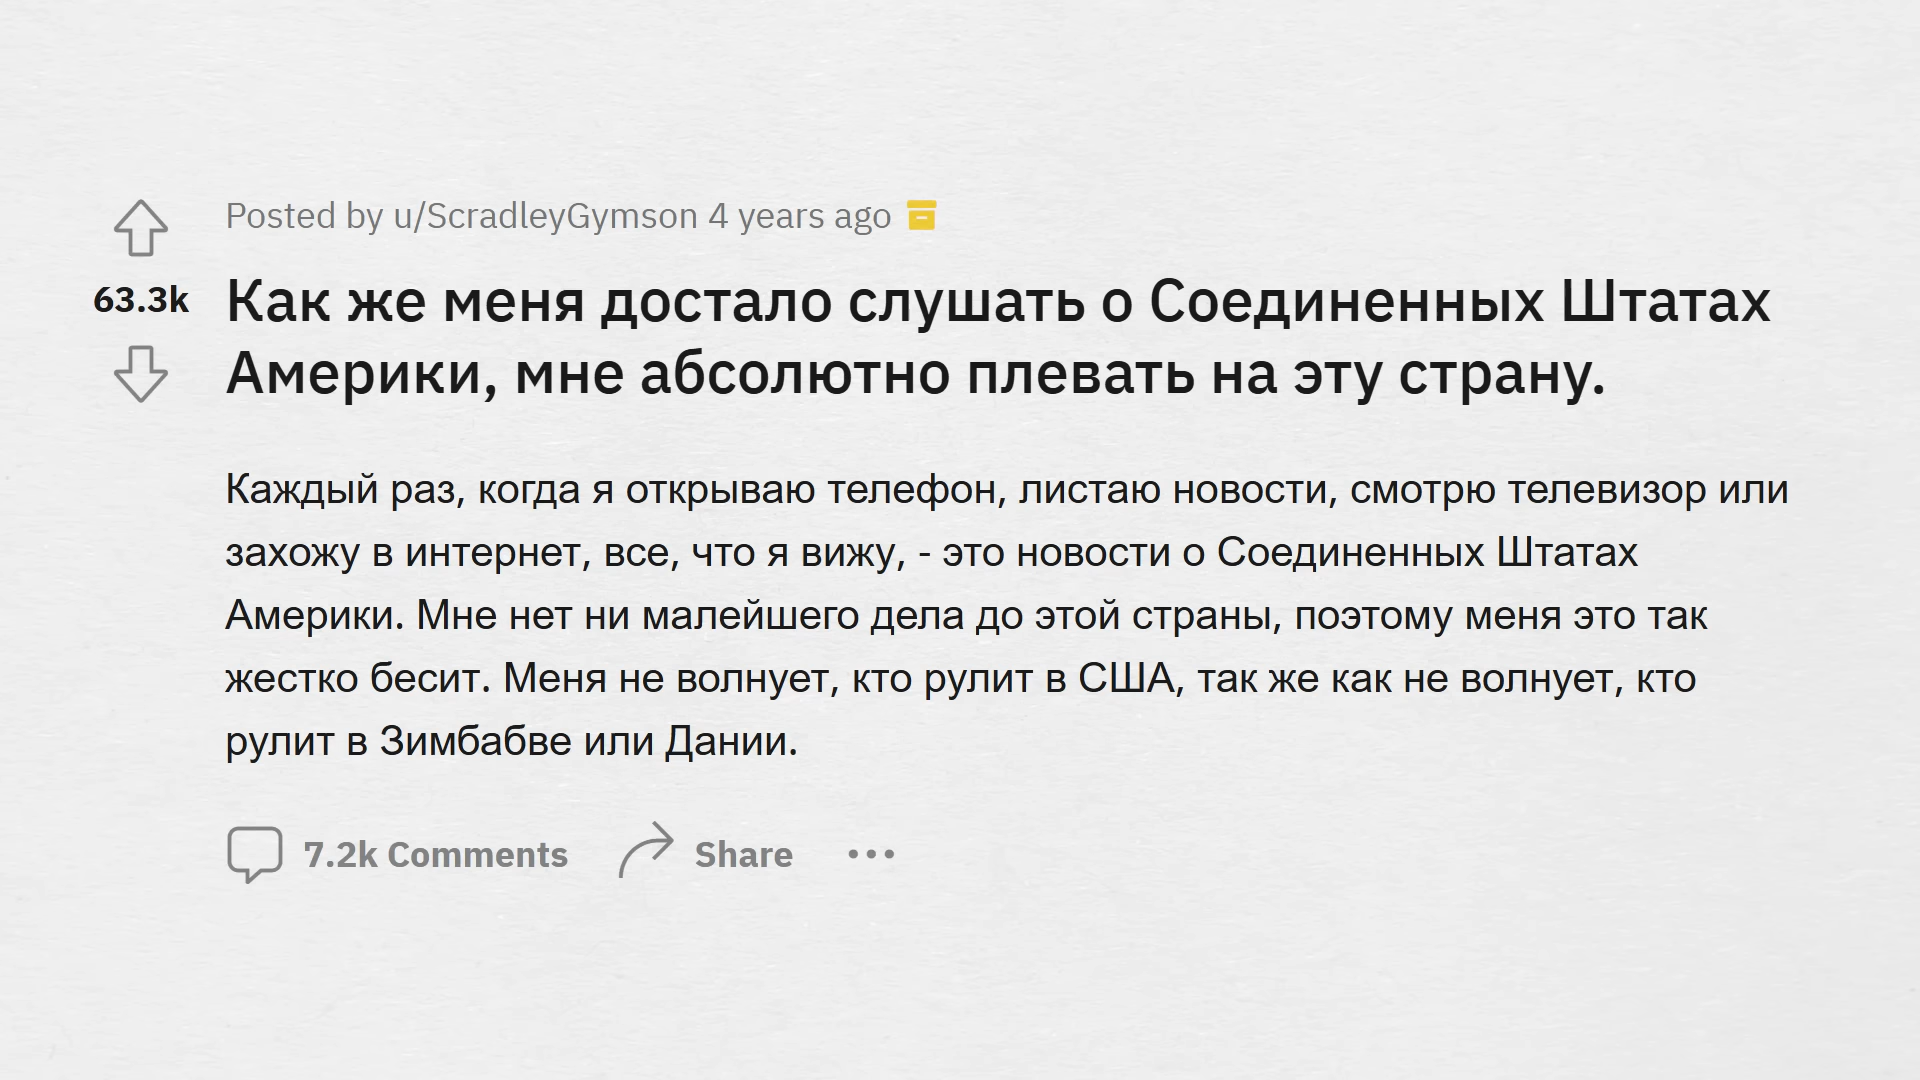 Posted by u/ScradleyGymson 4 years ago
63.3k
Как же меня достало слушать о Соединенных Штатах
Америки, мне абсолютно плевать на эту страну.
Каждый раз, когда я открываю телефон, листаю новости, смотрю телевизор или
захожу в интернет, все, что я вижу, - это новости о Соединенных Штатах
Америки. Мне нет ни малейшего дела до этой страны, поэтому меня это так
жестко бесит. Меня не волнует, кто рулит в США, так же как не волнует, кто
рулит в Зимбабве или Дании.
7.2k Comments Share